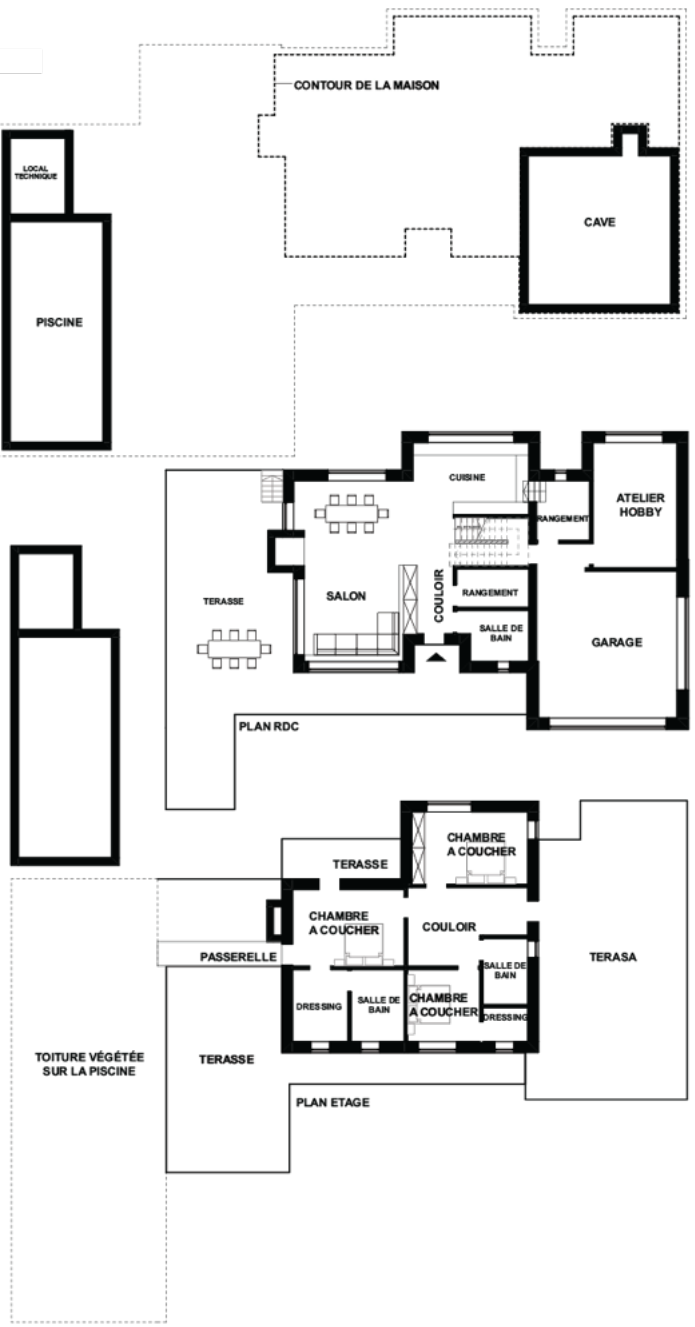 CONTOUR DE LA MAISON
LOCAL
TECHNIQUE
CAVE
PISCINE
CUISINE
ATELIER
HOBBY
RANGEMENT
SALON
COULOIR
RANGEMENT
TERASSE
SALLE DE
BAIN
GARAGE
PLAN RDC
CHAMBRE
A COUCHER
TERASSE
CHAMBRE
A COUCHER
COULOIR
PASSERELLE
TERASA
SALLE DE
BAIN
DRESSING
SALLE DE
BAIN
CHAMBRE
A COUCHER
DRESSING
TOITURE VÉGÉTÉE
SUR LA PISCINE
TERASSE
PLAN ETAGE